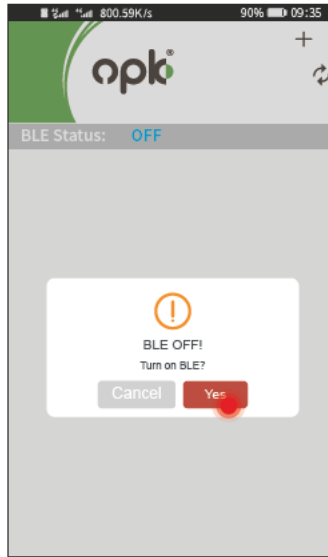 800.59K/s 90% 09:35
opk®
+
BLE Status: OFF
BLE OFF!
Turn on BLE?
Cancel Yes